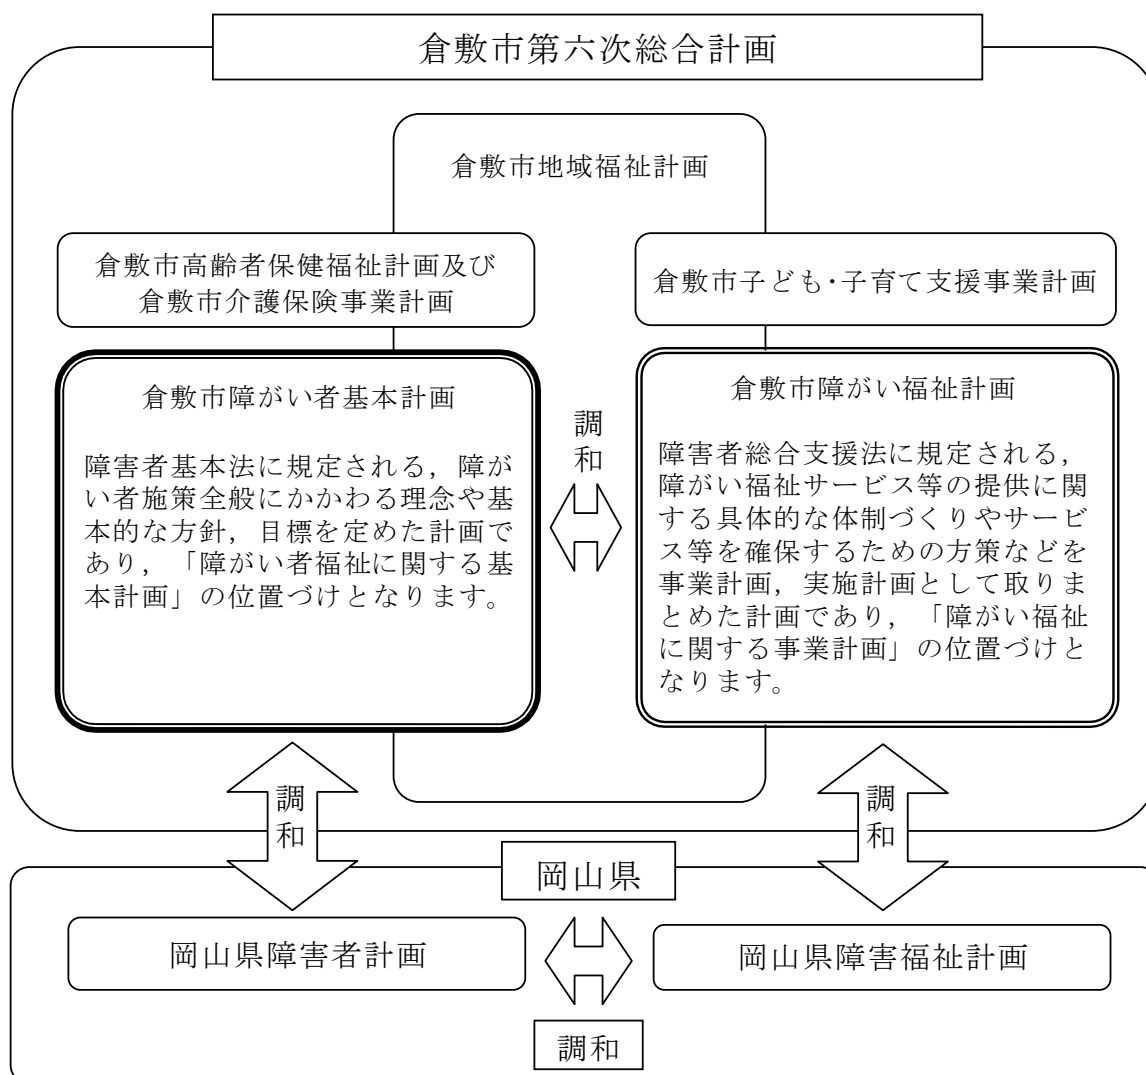 倉敷市第六次総合計画
倉敷市地域福祉計画
倉敷市高齢者保健福祉計画及び
倉敷市介護保険事業計画
倉敷市子ども・子育て支援事業計画
倉敷市障がい者基本計画
障害者基本法に規定される，障が
い者施策全般にかかわる理念や基
本的な方針，目標を定めた計画で
あり，「障がい者福祉に関する基
本計画」の位置づけとなります。
調
和
倉敷市障がい福祉計画
障害者総合支援法に規定される，
障がい福祉サービス等の提供に関
する具体的な体制づくりやサービ
ス等を確保するための方策などを
事業計画，実施計画として取りま
とめた計画であり，「障がい福祉
に関する事業計画」の位置づけと
なります。
調
和
調
和
岡山県
岡山県障害者計画
岡山県障害福祉計画
調和